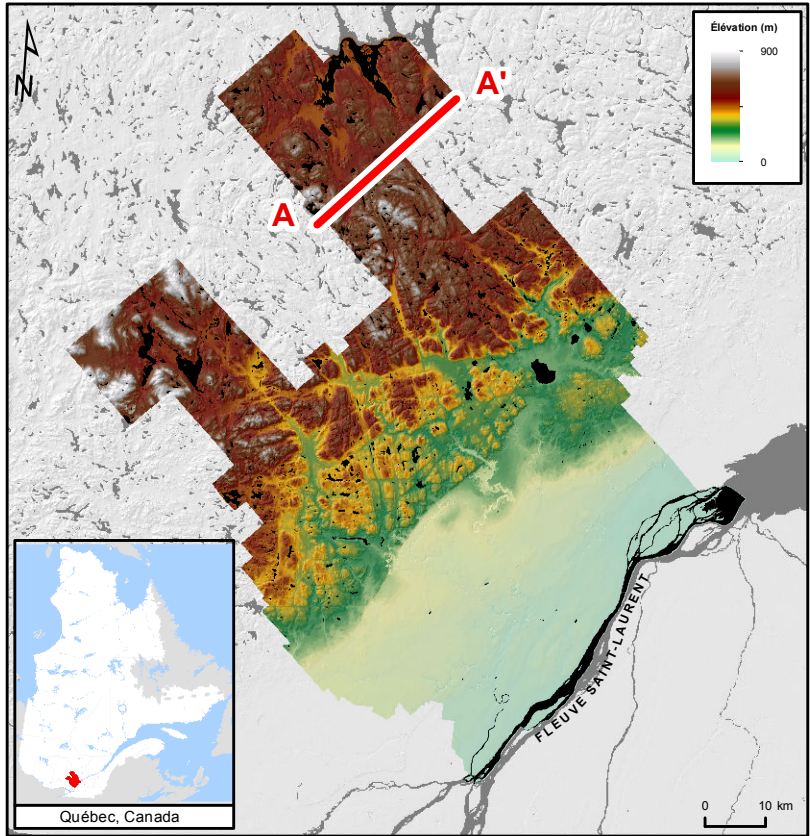 N
Élévation (m)
900
0
A'
A
FLEUVE SAINT-LAURENT
Québec, Canada
0 10 km